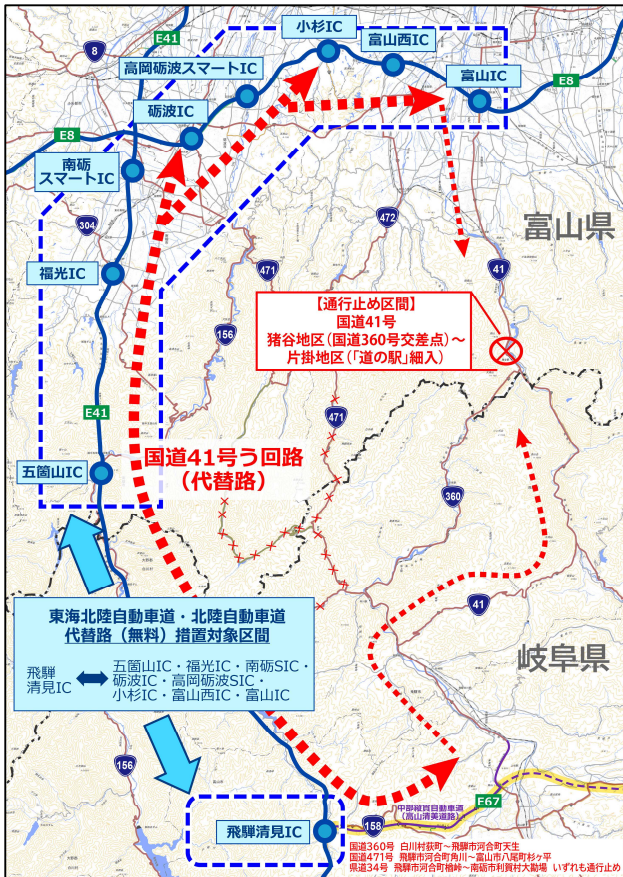 小杉IC
富山西IC
E41
8
高岡砺波スマートIC
富山IC
砺波IC
E8
E8
南砺
スマートIC
304
472
富山県
471
41
福光IC
【通行止め区間】
国道41号
猪谷地区(国道360号交差点)～
片掛地区(「道の駅」細入)
156
E41
471
国道41号う回路
(代替路)
五箇山IC
360
東海北陸自動車道・北陸自動車道
代替路（無料）措置対象区間
飛騨
清見IC
五箇山IC・福光IC・南砺SIC・
砺波IC・高岡砺波SIC・
小杉IC・富山西IC・富山IC
41
岐阜県
156
飛騨清見IC
158
中部縦貫自動車道
(高山清美道路)
E67
国道360号 白川村荻町～飛騨市河合町天生
国道471号 飛騨市河合町角川～富山市八尾町杉ヶ平
県道34号 飛騨市河合町楢峠～南砺市利賀村大勘場 いずれも通行止め